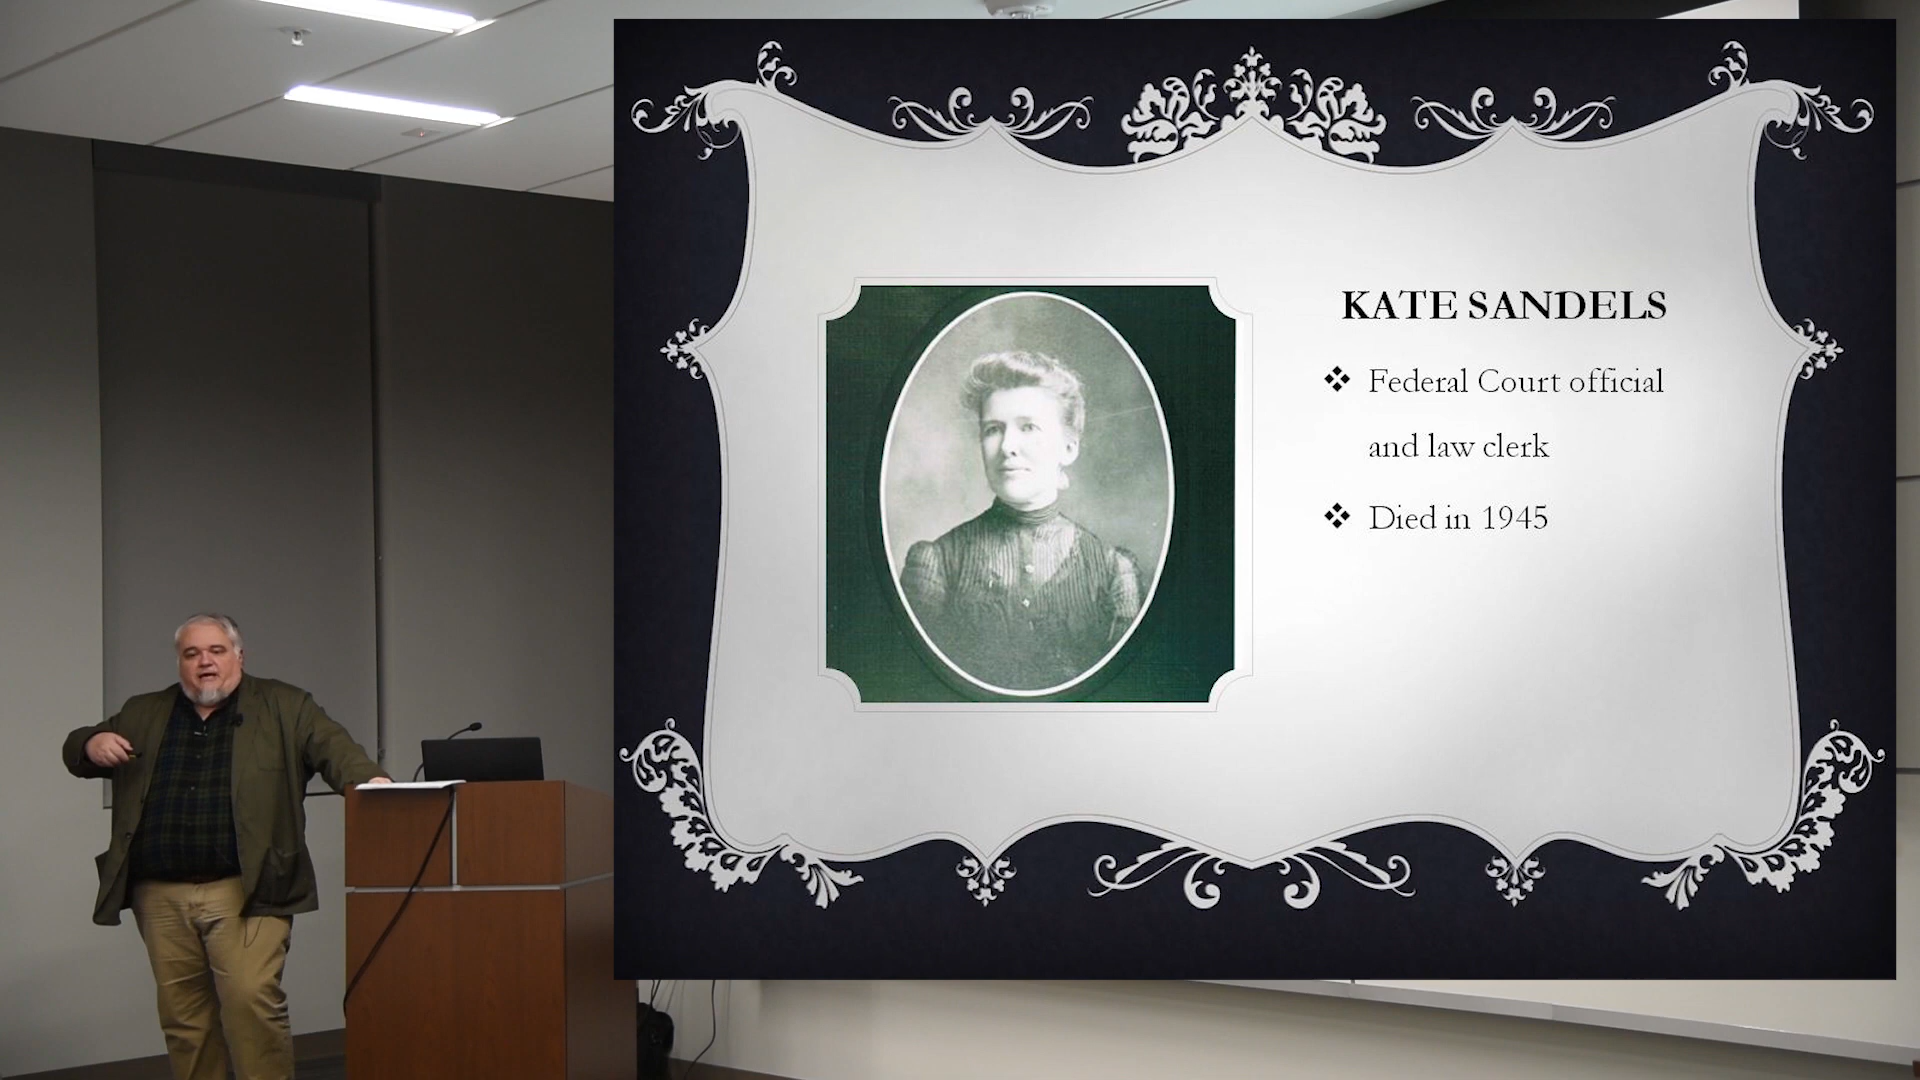 KATE SANDELS
Federal Court official
and law clerk
Died in 1945